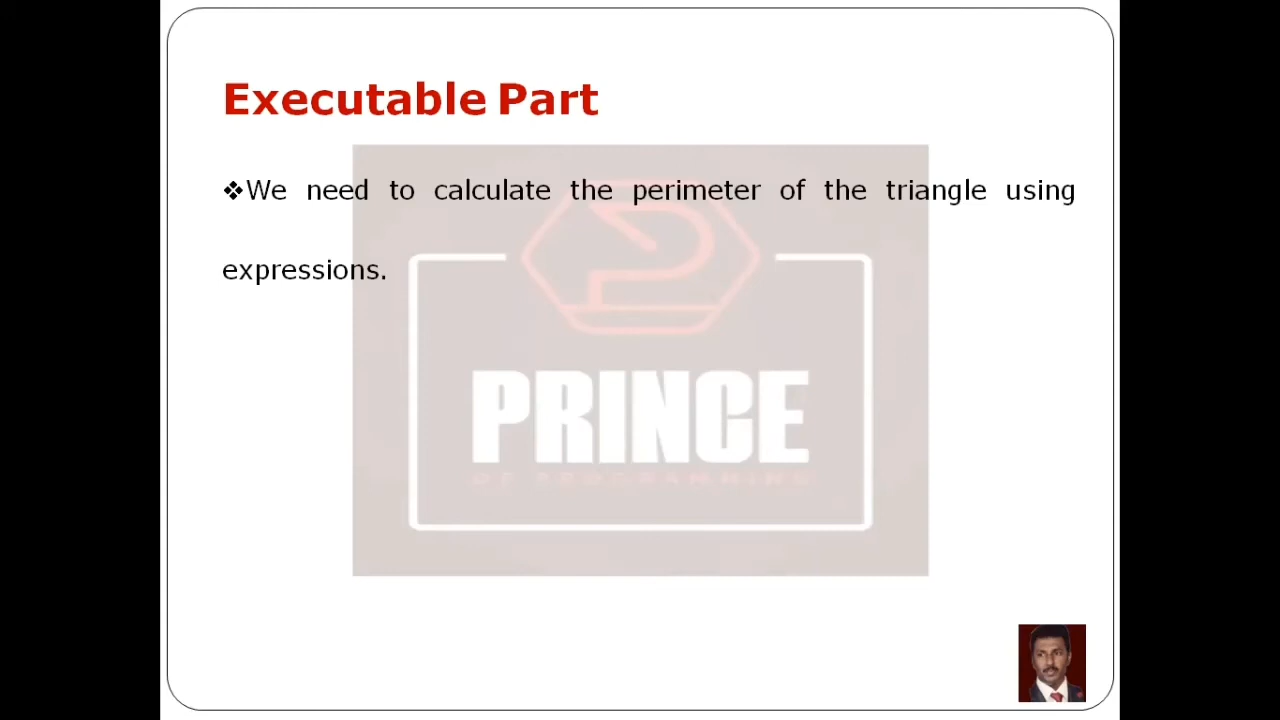 Executable Part
❖We need to calculate the perimeter of the triangle using
expressions.
PRINCE
OF PROGRAMMING